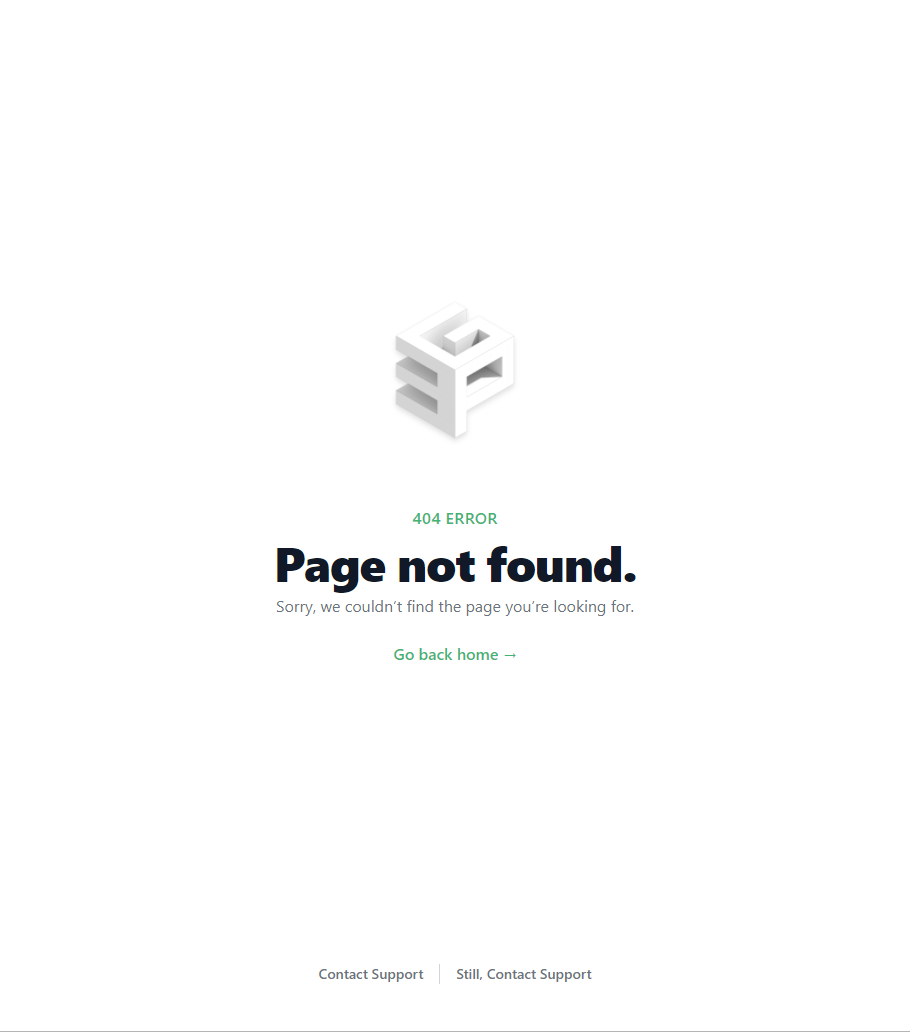 404 ERROR
Page not found.
Sorry, we couldn't find the page you're looking for.
Go back home →
Contact Support
Still, Contact Support